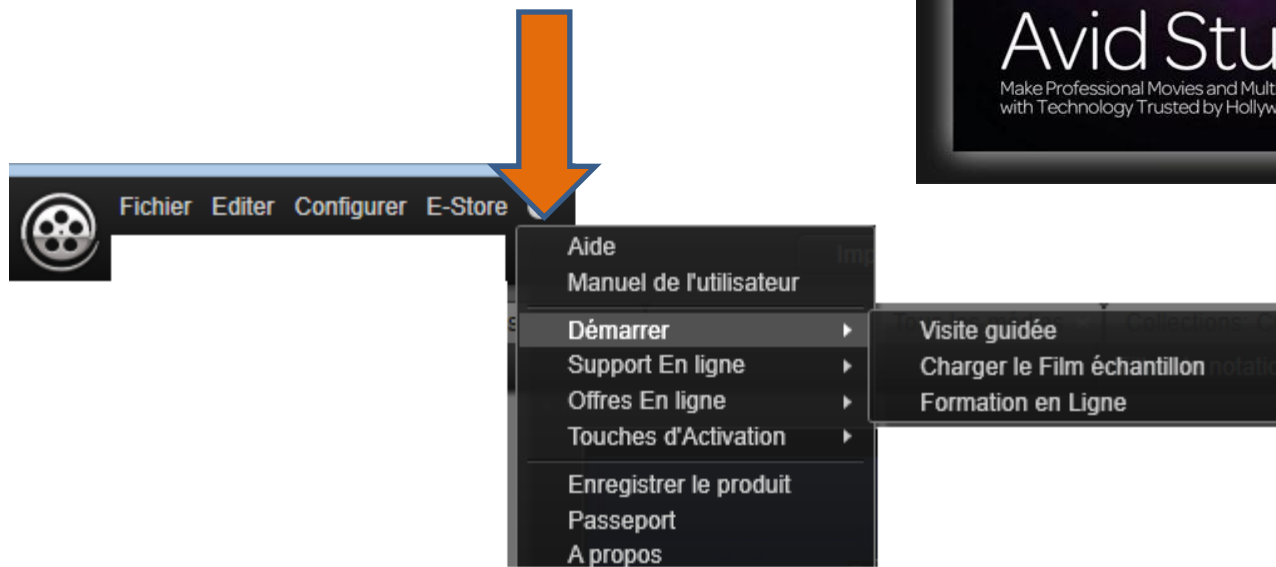 Avid Stu
Make Professional Movies and Mult
with Technology Trusted by Hollyw
Fichier Editer Configurer E-Store
Aide
Manuel de l'utilisateur
Démarrer
Support En ligne
Offres En ligne
Touches d'Activation
Enregistrer le produit
Passeport
A propos
Visite guidée
Charger le Film échantillon
Formation en Ligne